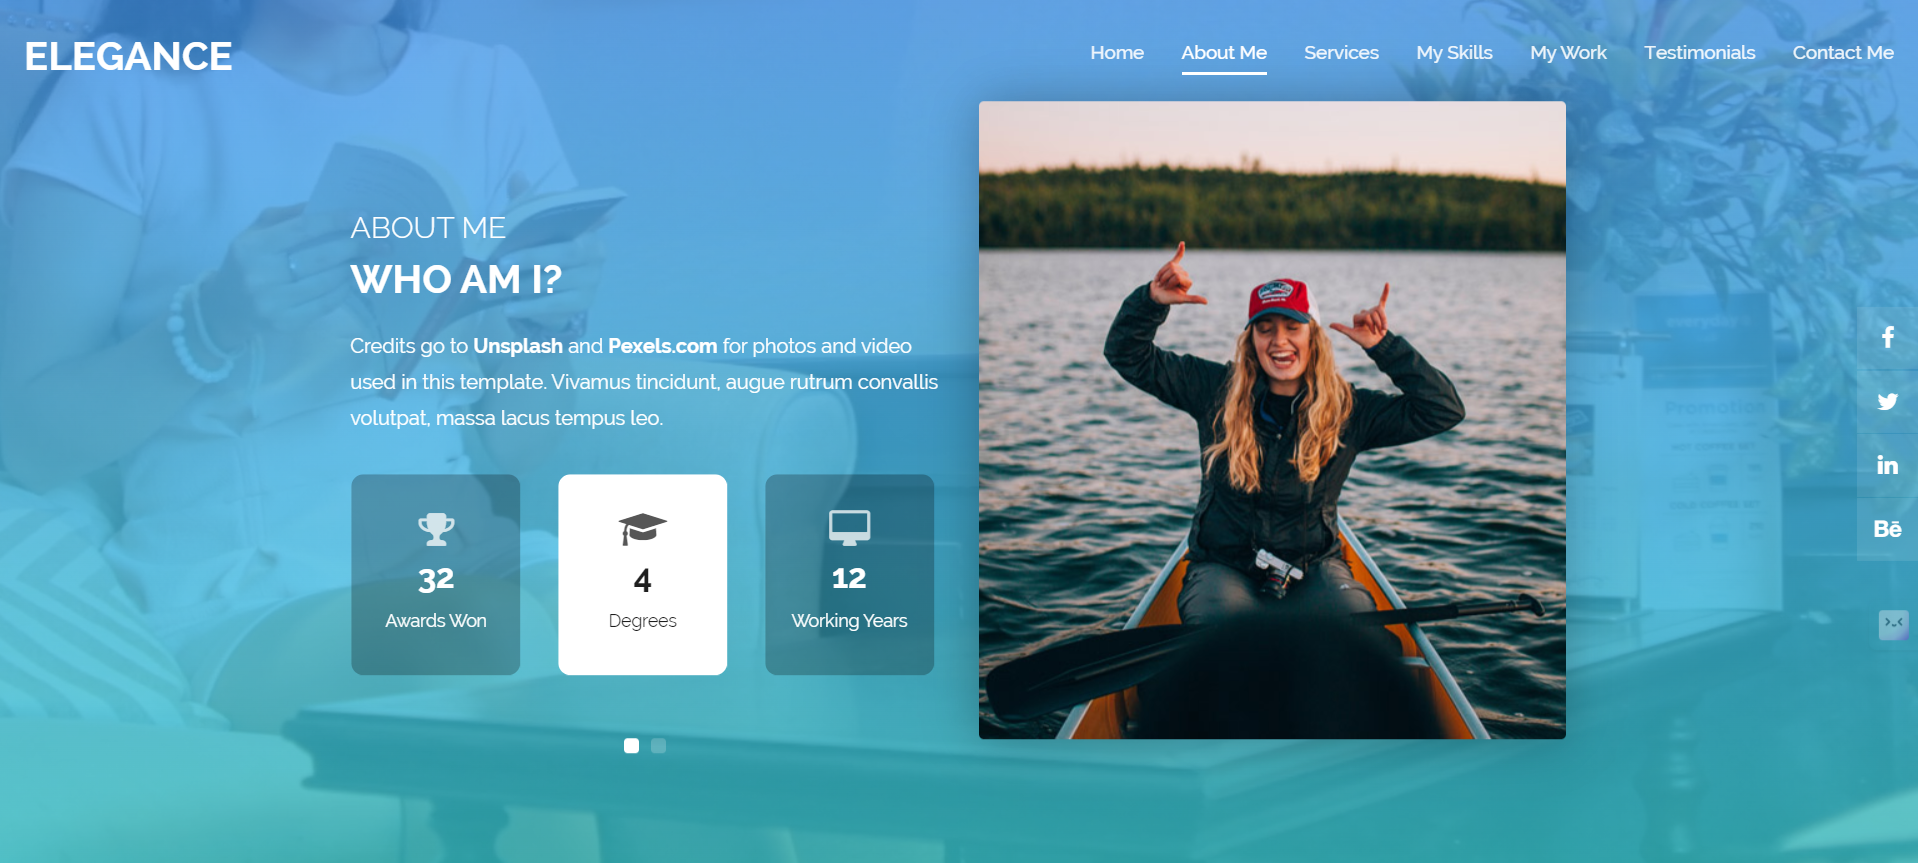 ELEGANCE
Home
About Me
Services
My Skills
My Work
Testimonials
Contact Me
ABOUT ME
WHO AM I?
Credits go to Unsplash and Pexels.com for photos and video
used in this template. Vivamus tincidunt, augue rutrum convallis
volutpat, massa lacus tempus leo.
32
Awards Won
4
Degrees
12
Working Years
Bē
Promotion